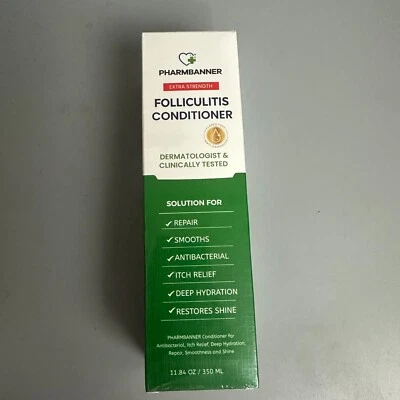 PHARMBANNER
EXTRA STRENGTH
FOLLICULITIS
CONDITIONER
DERMATOLOGIST &
CLINICALLY TESTED
SOLUTION FOR
REPAIR
SMOOTHS
ANTIBACTERIAL
ITCH RELIEF
DEEP HYDRATION
RESTORES SHINE
PHARMBANNER Conditioner For
Antibacterial, Itch Relief, Deep Hydration,
Repair, Smoothness and Shine
11.84 OZ / 350 ML